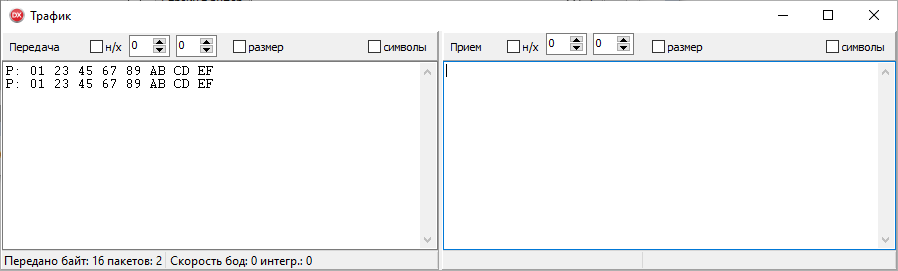 DX Трафик
Передача н/х 0 0 размер символы
Прием н/х 0 0 размер символы
P: 01 23 45 67 89 AB CD EF
P: 01 23 45 67 89 AB CD EF
Передано байт: 16 пакетов: 2 Скорость бод: 0 интегр.: 0